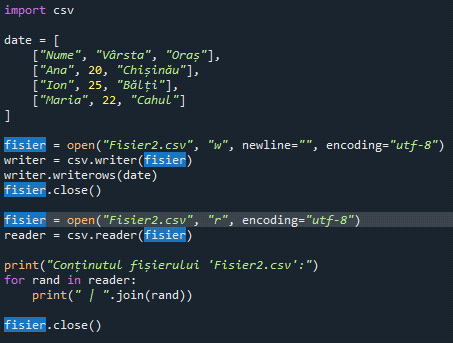 import csv
date = [
    ["Nume", "Vârsta", "Oraș"],
    ["Ana", 20, "Chișinău"],
    ["Ion", 25, "Bălți"],
    ["Maria", 22, "Cahul"]
]
fisier = open("Fisier2.csv", "w", newline="", encoding="utf-8")
writer = csv.writer(fisier)
writer.writerows(date)
fisier.close()
fisier = open("Fisier2.csv", "r", encoding="utf-8")
reader = csv.reader(fisier)
print("Conținutul fișierului 'Fisier2.csv':")
for rand in reader:
    print(" | ".join(rand))
fisier.close()